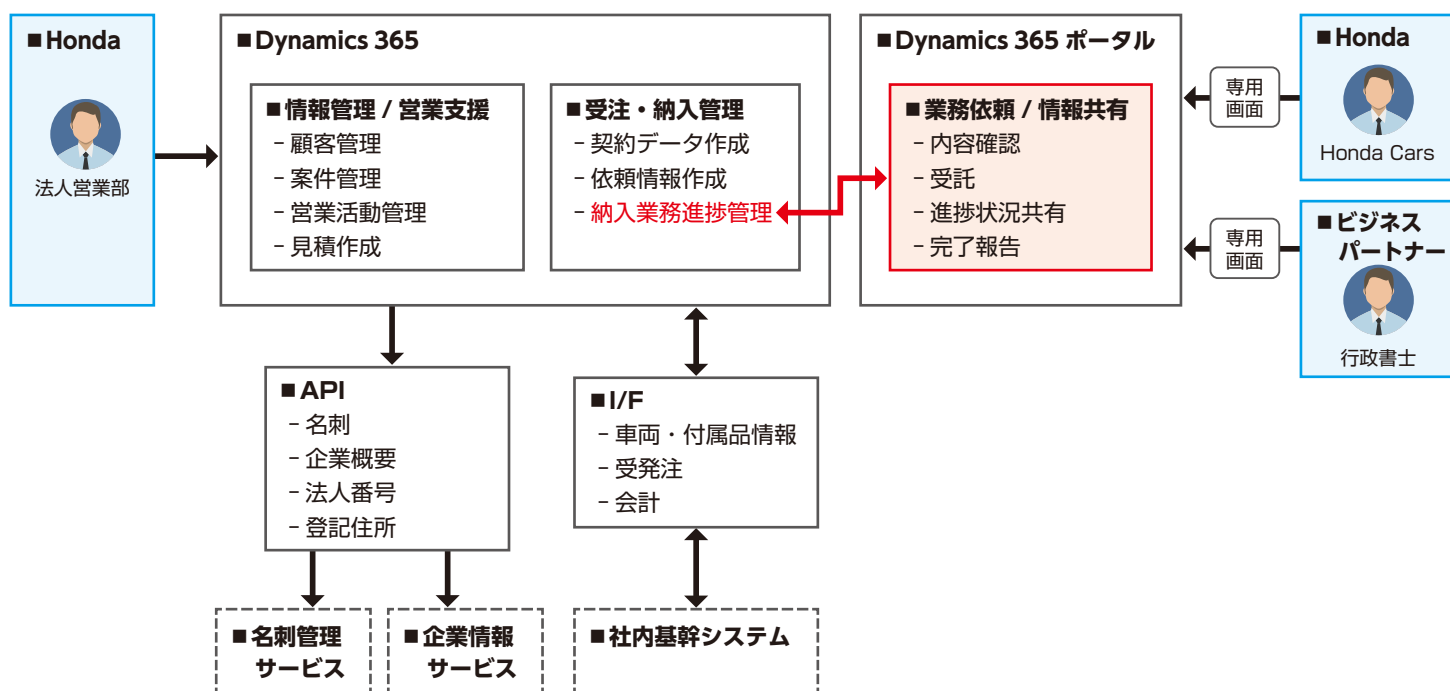 ■Honda
法人営業部
■Dynamics 365
■情報管理 / 営業支援
− 顧客管理
− 案件管理
− 営業活動管理
− 見積作成
■受注・納入管理
− 契約データ作成
− 依頼情報作成
− 納入業務進捗管理
■Dynamics 365 ポータル
■業務依頼 / 情報共有
− 内容確認
− 受託
− 進捗状況共有
− 完了報告
専用
画面
■Honda
Honda Cars
専用
画面
■ビジネス
パートナー
行政書士
■API
− 名刺
− 企業概要
− 法人番号
− 登記住所
■I/F
− 車両・付属品情報
− 受発注
− 会計
■名刺管理
サービス
■企業情報
サービス
■社内基幹システム